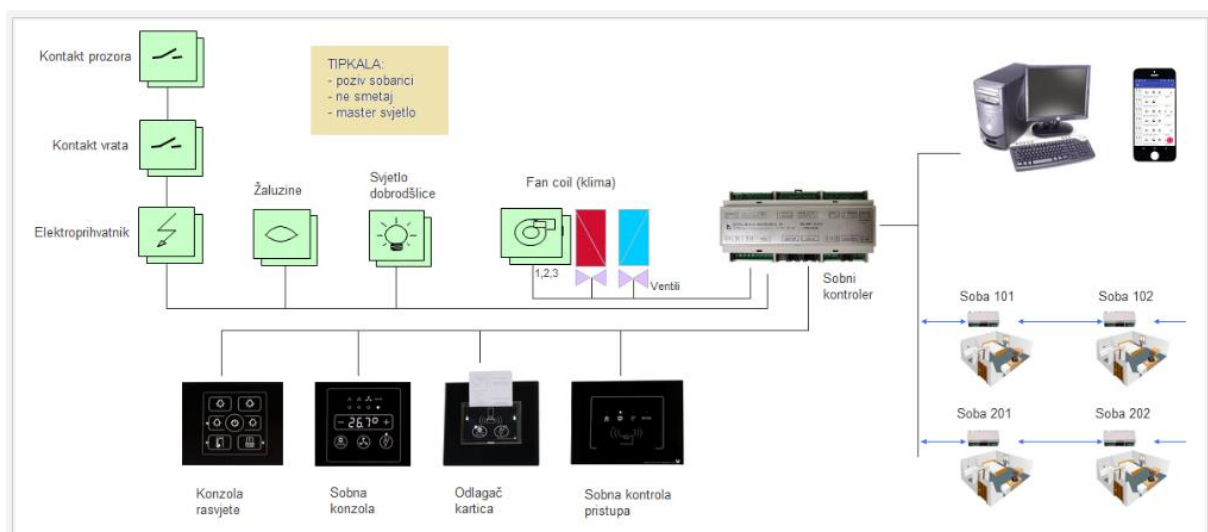 Kontakt prozora
TIPKALA:
- poziv sobarici
- ne smetaj
- master svjetlo
Kontakt vrata
Žaluzine
Svjetlo
dobrodšlice
Fan coil (klima)
Elektroprihvatnik
1,2,3
Ventili
Sobni
kontroler
Soba 101
Soba 102
26.7°
Soba 201
Soba 202
Konzola
rasvjete
Sobna
konzola
Odlagač
kartica
Sobna kontrola
pristupa